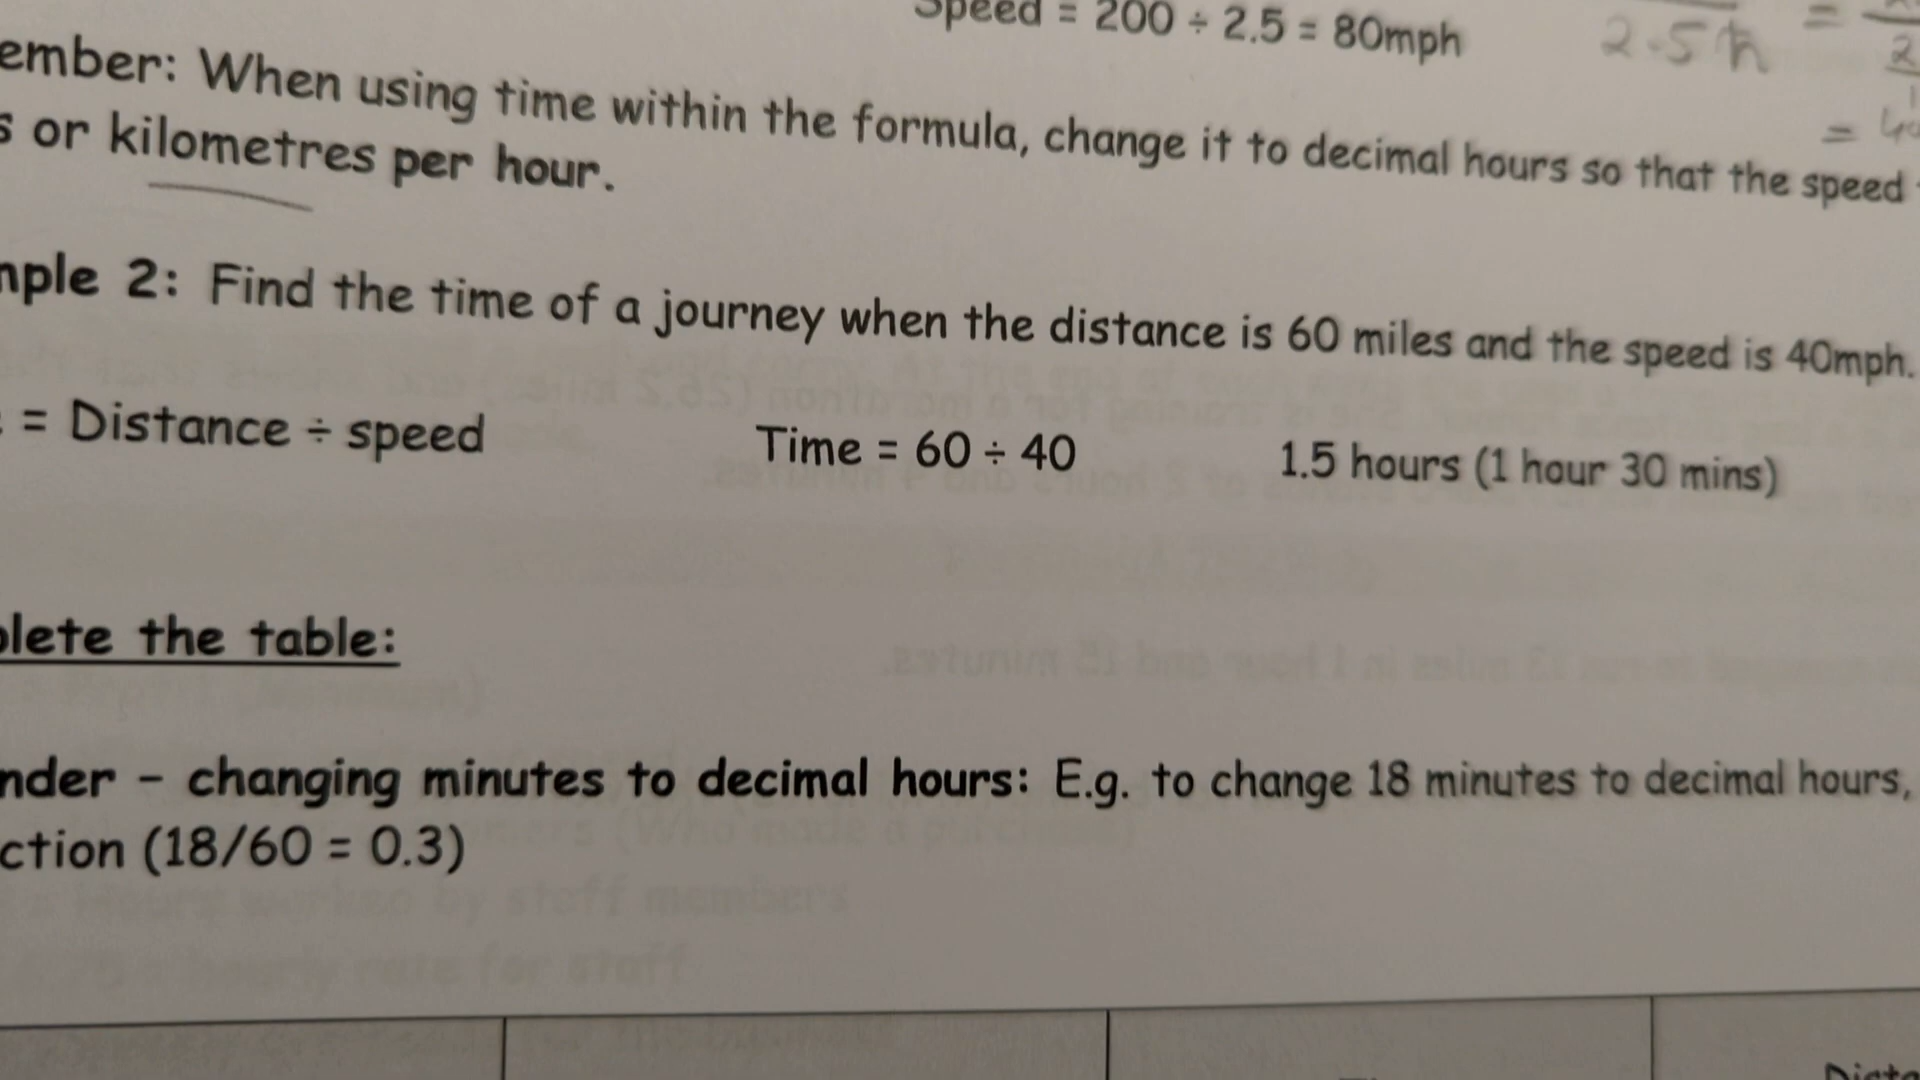 Speed = 200 ÷ 2.5 = 80mph
2.5h =
ember: When using time within the formula, change it to decimal hours so that the speed
s or kilometres per hour.
mple 2: Find the time of a journey when the distance is 60 miles and the speed is 40mph.
= Distance ÷ speed Time = 60 ÷ 40 1.5 hours (1 hour 30 mins)
plete the table:
nder - changing minutes to decimal hours: E.g. to change 18 minutes to decimal hours,
ction (18/60 = 0.3)